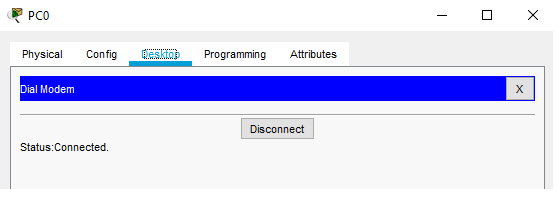 PC0
Physical Config Desktop Programming Attributes
Dial Modem X
Disconnect
Status:Connected.